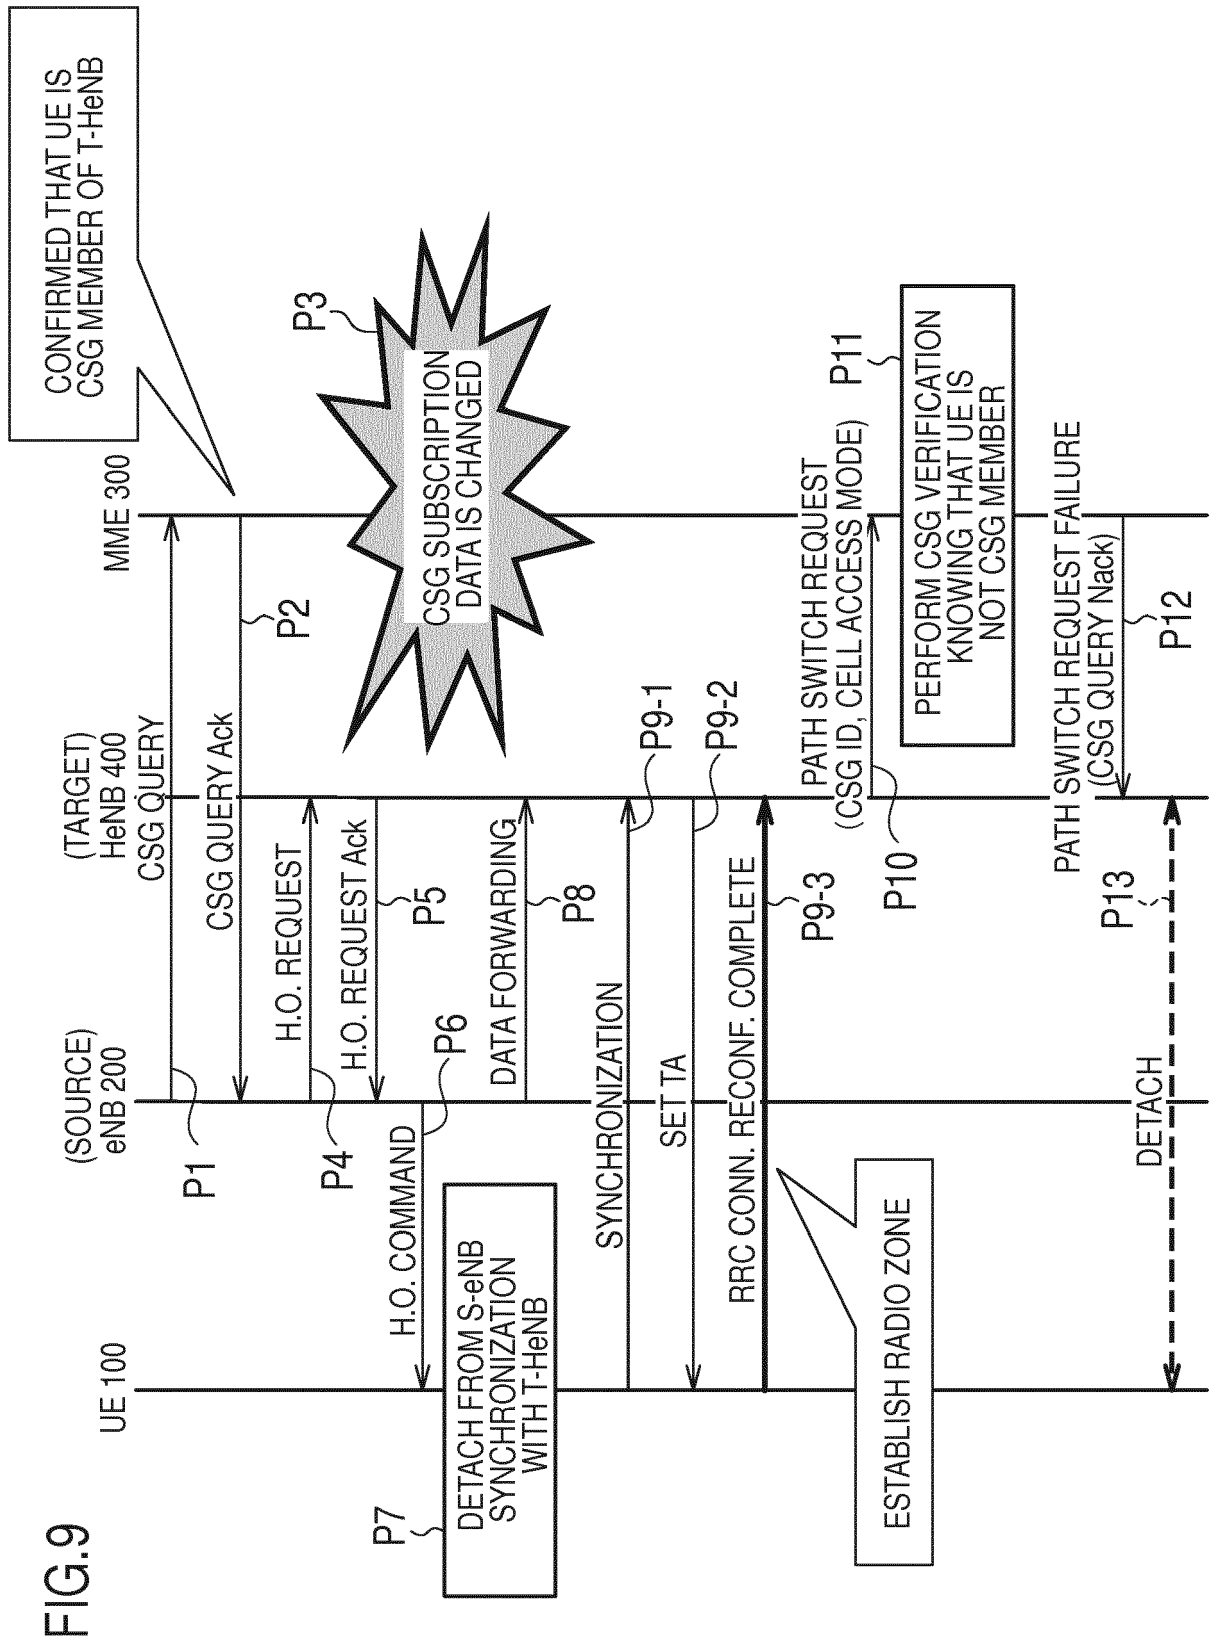 FIG.9
UE 100
(SOURCE)
eNB 200
(TARGET)
HeNB 400
MME 300
CONFIRMED THAT UE IS
CSG MEMBER OF T-HeNB
CSG QUERY
P1
CSG QUERY Ack
P2
P3
CSG SUBSCRIPTION
DATA IS CHANGED
H.O. REQUEST
P4
H.O. REQUEST Ack
P5
H.O. COMMAND
P6
P7
DETACH FROM S-eNB
SYNCHRONIZATION
WITH T-HeNB
DATA FORWARDING
P8
SYNCHRONIZATION
P9-1
SET TA
P9-2
RRC CONN. RECONF. COMPLETE
P9-3
ESTABLISH RADIO ZONE
PATH SWITCH REQUEST
(CSG ID, CELL ACCESS MODE)
P10
P11
PERFORM CSG VERIFICATION
KNOWING THAT UE IS
NOT CSG MEMBER
PATH SWITCH REQUEST FAILURE
(CSG QUERY Nack)
P12
P13
DETACH